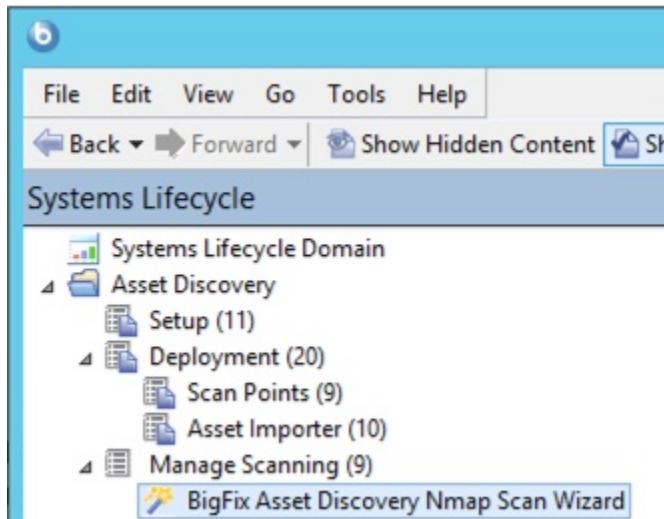 File Edit View Go Tools Help
Back Forward Show Hidden Content
Systems Lifecycle
Systems Lifecycle Domain
Asset Discovery
Setup (11)
Deployment (20)
Scan Points (9)
Asset Importer (10)
Manage Scanning (9)
BigFix Asset Discovery Nmap Scan Wizard